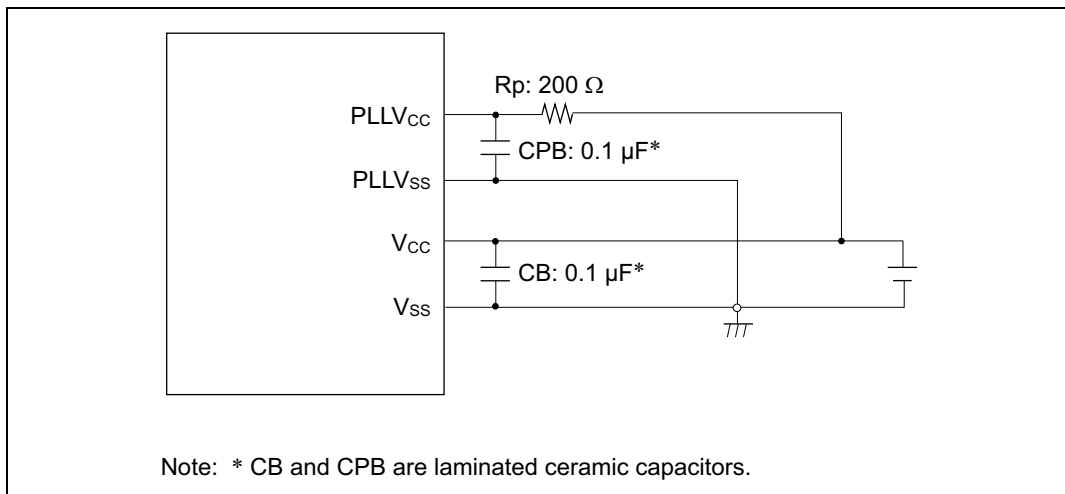 Rp: 200 Ω
PLLVCC
CPB: 0.1 µF*
PLLVSS
VCC
CB: 0.1 µF*
VSS
Note: * CB and CPB are laminated ceramic capacitors.